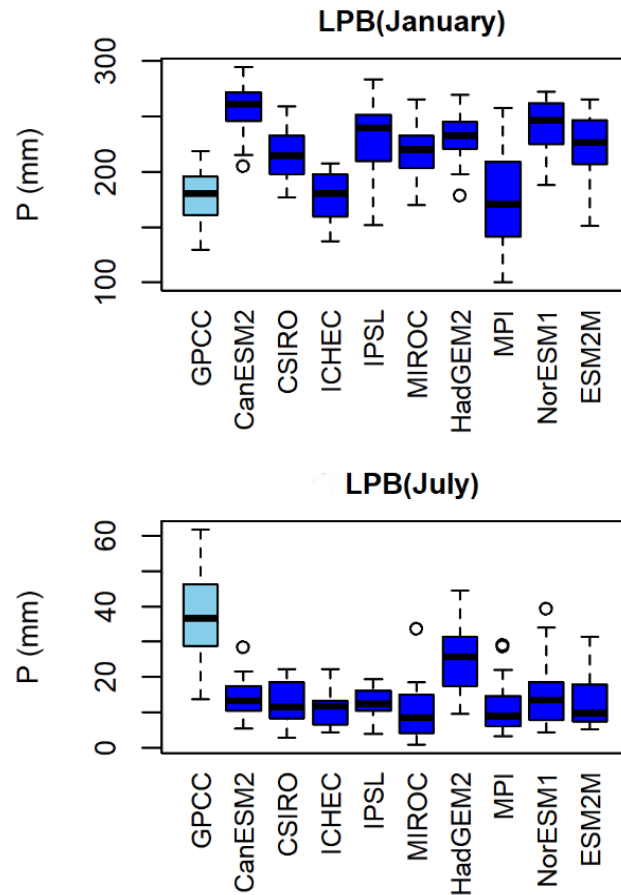 LPB(January)
300
200
100
P (mm)
GPCC
CanESM2
CSIRO
ICHEC
IPSL
MIROC
HadGEM2
MPI
NorESM1
ESM2M
LPB(July)
60
40
20
0
P (mm)
GPCC
CanESM2
CSIRO
ICHEC
IPSL
MIROC
HadGEM2
MPI
NorESM1
ESM2M